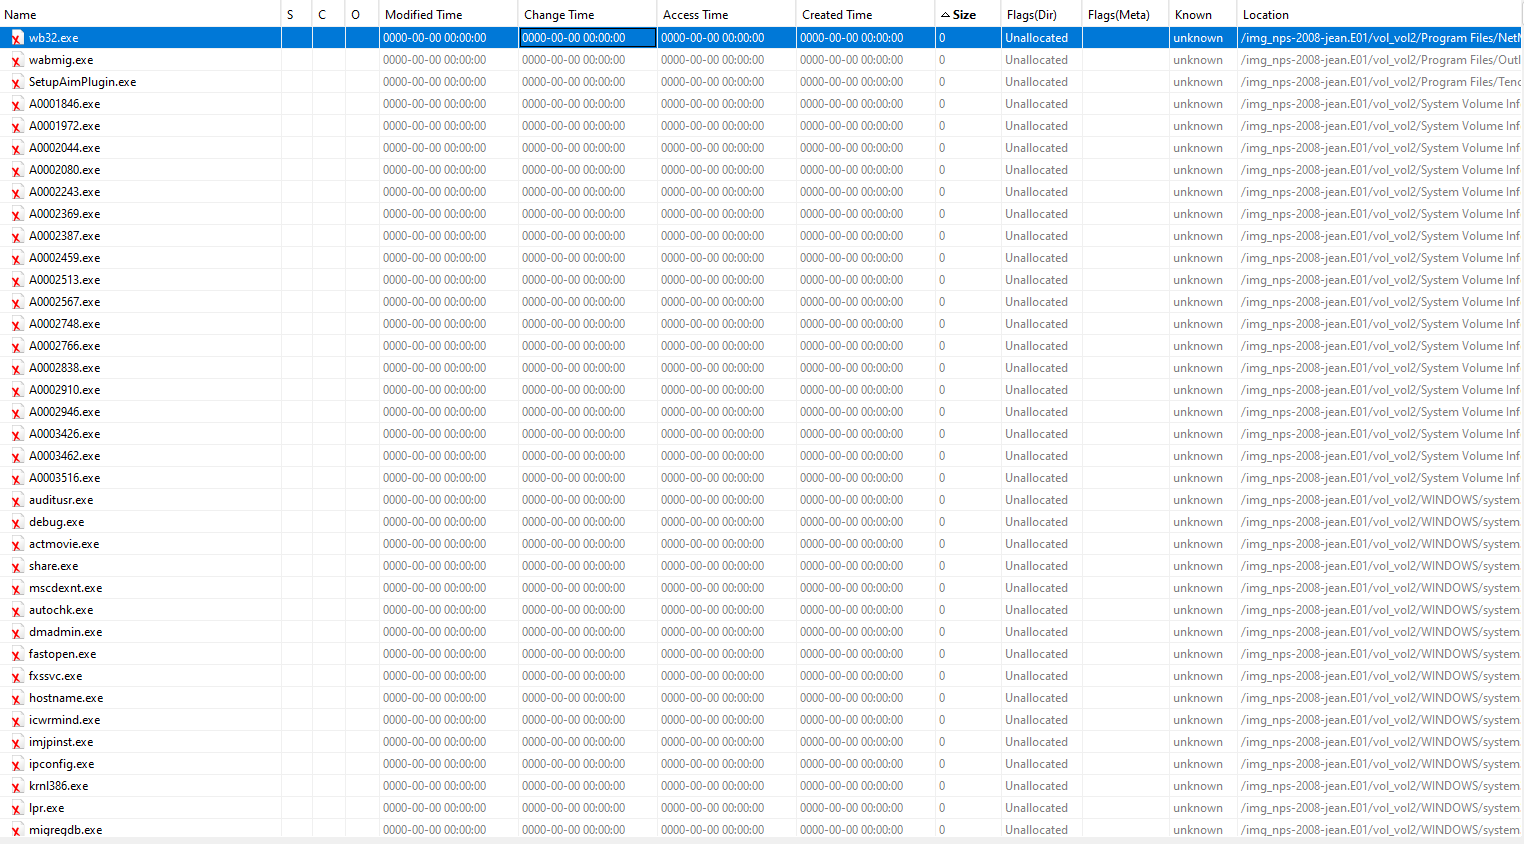 Name S C O Modified Time Change Time Access Time Created Time Size Flags(Dir) Flags(Meta) Known Location
wb32.exe 0000-00-00 00:00:00 0000-00-00 00:00:00 0000-00-00 00:00:00 0000-00-00 00:00:00 0 Unallocated unknown /img_nps-2008-jean.E01/vol_vol2/Program Files/NetM
wabmig.exe 0000-00-00 00:00:00 0000-00-00 00:00:00 0000-00-00 00:00:00 0000-00-00 00:00:00 0 Unallocated unknown /img_nps-2008-jean.E01/vol_vol2/Program Files/Outl
SetupAimPlugin.exe 0000-00-00 00:00:00 0000-00-00 00:00:00 0000-00-00 00:00:00 0000-00-00 00:00:00 0 Unallocated unknown /img_nps-2008-jean.E01/vol_vol2/Program Files/Tenc
A0001846.exe 0000-00-00 00:00:00 0000-00-00 00:00:00 0000-00-00 00:00:00 0000-00-00 00:00:00 0 Unallocated unknown /img_nps-2008-jean.E01/vol_vol2/System Volume Inf
A0001972.exe 0000-00-00 00:00:00 0000-00-00 00:00:00 0000-00-00 00:00:00 0000-00-00 00:00:00 0 Unallocated unknown /img_nps-2008-jean.E01/vol_vol2/System Volume Inf
A0002044.exe 0000-00-00 00:00:00 0000-00-00 00:00:00 0000-00-00 00:00:00 0000-00-00 00:00:00 0 Unallocated unknown /img_nps-2008-jean.E01/vol_vol2/System Volume Inf
A0002080.exe 0000-00-00 00:00:00 0000-00-00 00:00:00 0000-00-00 00:00:00 0000-00-00 00:00:00 0 Unallocated unknown /img_nps-2008-jean.E01/vol_vol2/System Volume Inf
A0002243.exe 0000-00-00 00:00:00 0000-00-00 00:00:00 0000-00-00 00:00:00 0000-00-00 00:00:00 0 Unallocated unknown /img_nps-2008-jean.E01/vol_vol2/System Volume Inf
A0002369.exe 0000-00-00 00:00:00 0000-00-00 00:00:00 0000-00-00 00:00:00 0000-00-00 00:00:00 0 Unallocated unknown /img_nps-2008-jean.E01/vol_vol2/System Volume Inf
A0002387.exe 0000-00-00 00:00:00 0000-00-00 00:00:00 0000-00-00 00:00:00 0000-00-00 00:00:00 0 Unallocated unknown /img_nps-2008-jean.E01/vol_vol2/System Volume Inf
A0002459.exe 0000-00-00 00:00:00 0000-00-00 00:00:00 0000-00-00 00:00:00 0000-00-00 00:00:00 0 Unallocated unknown /img_nps-2008-jean.E01/vol_vol2/System Volume Inf
A0002513.exe 0000-00-00 00:00:00 0000-00-00 00:00:00 0000-00-00 00:00:00 0000-00-00 00:00:00 0 Unallocated unknown /img_nps-2008-jean.E01/vol_vol2/System Volume Inf
A0002567.exe 0000-00-00 00:00:00 0000-00-00 00:00:00 0000-00-00 00:00:00 0000-00-00 00:00:00 0 Unallocated unknown /img_nps-2008-jean.E01/vol_vol2/System Volume Inf
A0002748.exe 0000-00-00 00:00:00 0000-00-00 00:00:00 0000-00-00 00:00:00 0000-00-00 00:00:00 0 Unallocated unknown /img_nps-2008-jean.E01/vol_vol2/System Volume Inf
A0002766.exe 0000-00-00 00:00:00 0000-00-00 00:00:00 0000-00-00 00:00:00 0000-00-00 00:00:00 0 Unallocated unknown /img_nps-2008-jean.E01/vol_vol2/System Volume Inf
A0002838.exe 0000-00-00 00:00:00 0000-00-00 00:00:00 0000-00-00 00:00:00 0000-00-00 00:00:00 0 Unallocated unknown /img_nps-2008-jean.E01/vol_vol2/System Volume Inf
A0002910.exe 0000-00-00 00:00:00 0000-00-00 00:00:00 0000-00-00 00:00:00 0000-00-00 00:00:00 0 Unallocated unknown /img_nps-2008-jean.E01/vol_vol2/System Volume Inf
A0002946.exe 0000-00-00 00:00:00 0000-00-00 00:00:00 0000-00-00 00:00:00 0000-00-00 00:00:00 0 Unallocated unknown /img_nps-2008-jean.E01/vol_vol2/System Volume Inf
A0003426.exe 0000-00-00 00:00:00 0000-00-00 00:00:00 0000-00-00 00:00:00 0000-00-00 00:00:00 0 Unallocated unknown /img_nps-2008-jean.E01/vol_vol2/System Volume Inf
A0003462.exe 0000-00-00 00:00:00 0000-00-00 00:00:00 0000-00-00 00:00:00 0000-00-00 00:00:00 0 Unallocated unknown /img_nps-2008-jean.E01/vol_vol2/System Volume Inf
A0003516.exe 0000-00-00 00:00:00 0000-00-00 00:00:00 0000-00-00 00:00:00 0000-00-00 00:00:00 0 Unallocated unknown /img_nps-2008-jean.E01/vol_vol2/System Volume Inf
auditusr.exe 0000-00-00 00:00:00 0000-00-00 00:00:00 0000-00-00 00:00:00 0000-00-00 00:00:00 0 Unallocated unknown /img_nps-2008-jean.E01/vol_vol2/WINDOWS/system
debug.exe 0000-00-00 00:00:00 0000-00-00 00:00:00 0000-00-00 00:00:00 0000-00-00 00:00:00 0 Unallocated unknown /img_nps-2008-jean.E01/vol_vol2/WINDOWS/system
actmovie.exe 0000-00-00 00:00:00 0000-00-00 00:00:00 0000-00-00 00:00:00 0000-00-00 00:00:00 0 Unallocated unknown /img_nps-2008-jean.E01/vol_vol2/WINDOWS/system
share.exe 0000-00-00 00:00:00 0000-00-00 00:00:00 0000-00-00 00:00:00 0000-00-00 00:00:00 0 Unallocated unknown /img_nps-2008-jean.E01/vol_vol2/WINDOWS/system
mscdexnt.exe 0000-00-00 00:00:00 0000-00-00 00:00:00 0000-00-00 00:00:00 0000-00-00 00:00:00 0 Unallocated unknown /img_nps-2008-jean.E01/vol_vol2/WINDOWS/system
autochk.exe 0000-00-00 00:00:00 0000-00-00 00:00:00 0000-00-00 00:00:00 0000-00-00 00:00:00 0 Unallocated unknown /img_nps-2008-jean.E01/vol_vol2/WINDOWS/system
dmadmin.exe 0000-00-00 00:00:00 0000-00-00 00:00:00 0000-00-00 00:00:00 0000-00-00 00:00:00 0 Unallocated unknown /img_nps-2008-jean.E01/vol_vol2/WINDOWS/system
fastopen.exe 0000-00-00 00:00:00 0000-00-00 00:00:00 0000-00-00 00:00:00 0000-00-00 00:00:00 0 Unallocated unknown /img_nps-2008-jean.E01/vol_vol2/WINDOWS/system
fxssvc.exe 0000-00-00 00:00:00 0000-00-00 00:00:00 0000-00-00 00:00:00 0000-00-00 00:00:00 0 Unallocated unknown /img_nps-2008-jean.E01/vol_vol2/WINDOWS/system
hostname.exe 0000-00-00 00:00:00 0000-00-00 00:00:00 0000-00-00 00:00:00 0000-00-00 00:00:00 0 Unallocated unknown /img_nps-2008-jean.E01/vol_vol2/WINDOWS/system
icwrmind.exe 0000-00-00 00:00:00 0000-00-00 00:00:00 0000-00-00 00:00:00 0000-00-00 00:00:00 0 Unallocated unknown /img_nps-2008-jean.E01/vol_vol2/WINDOWS/system
imjpinst.exe 0000-00-00 00:00:00 0000-00-00 00:00:00 0000-00-00 00:00:00 0000-00-00 00:00:00 0 Unallocated unknown /img_nps-2008-jean.E01/vol_vol2/WINDOWS/system
ipconfig.exe 0000-00-00 00:00:00 0000-00-00 00:00:00 0000-00-00 00:00:00 0000-00-00 00:00:00 0 Unallocated unknown /img_nps-2008-jean.E01/vol_vol2/WINDOWS/system
krnl386.exe 0000-00-00 00:00:00 0000-00-00 00:00:00 0000-00-00 00:00:00 0000-00-00 00:00:00 0 Unallocated unknown /img_nps-2008-jean.E01/vol_vol2/WINDOWS/system
lpr.exe 0000-00-00 00:00:00 0000-00-00 00:00:00 0000-00-00 00:00:00 0000-00-00 00:00:00 0 Unallocated unknown /img_nps-2008-jean.E01/vol_vol2/WINDOWS/system
migregdb.exe 0000-00-00 00:00:00 0000-00-00 00:00:00 0000-00-00 00:00:00 0000-00-00 00:00:00 0 Unallocated unknown /img_nps-2008-jean.E01/vol_vol2/WINDOWS/system